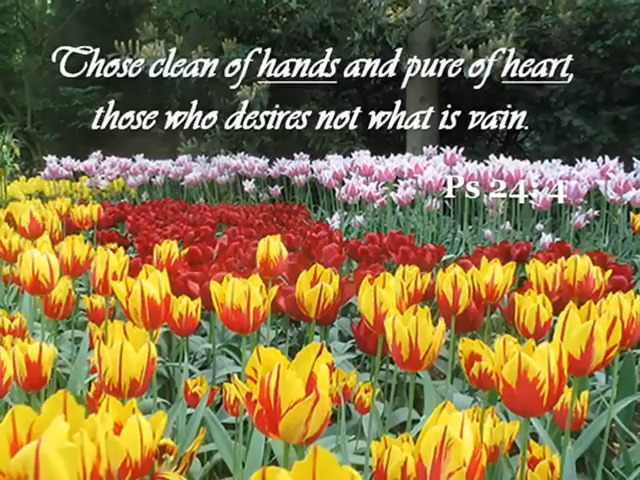 Those clean of hands and pure of heart,
those who desires not what is vain.
Ps 24:4